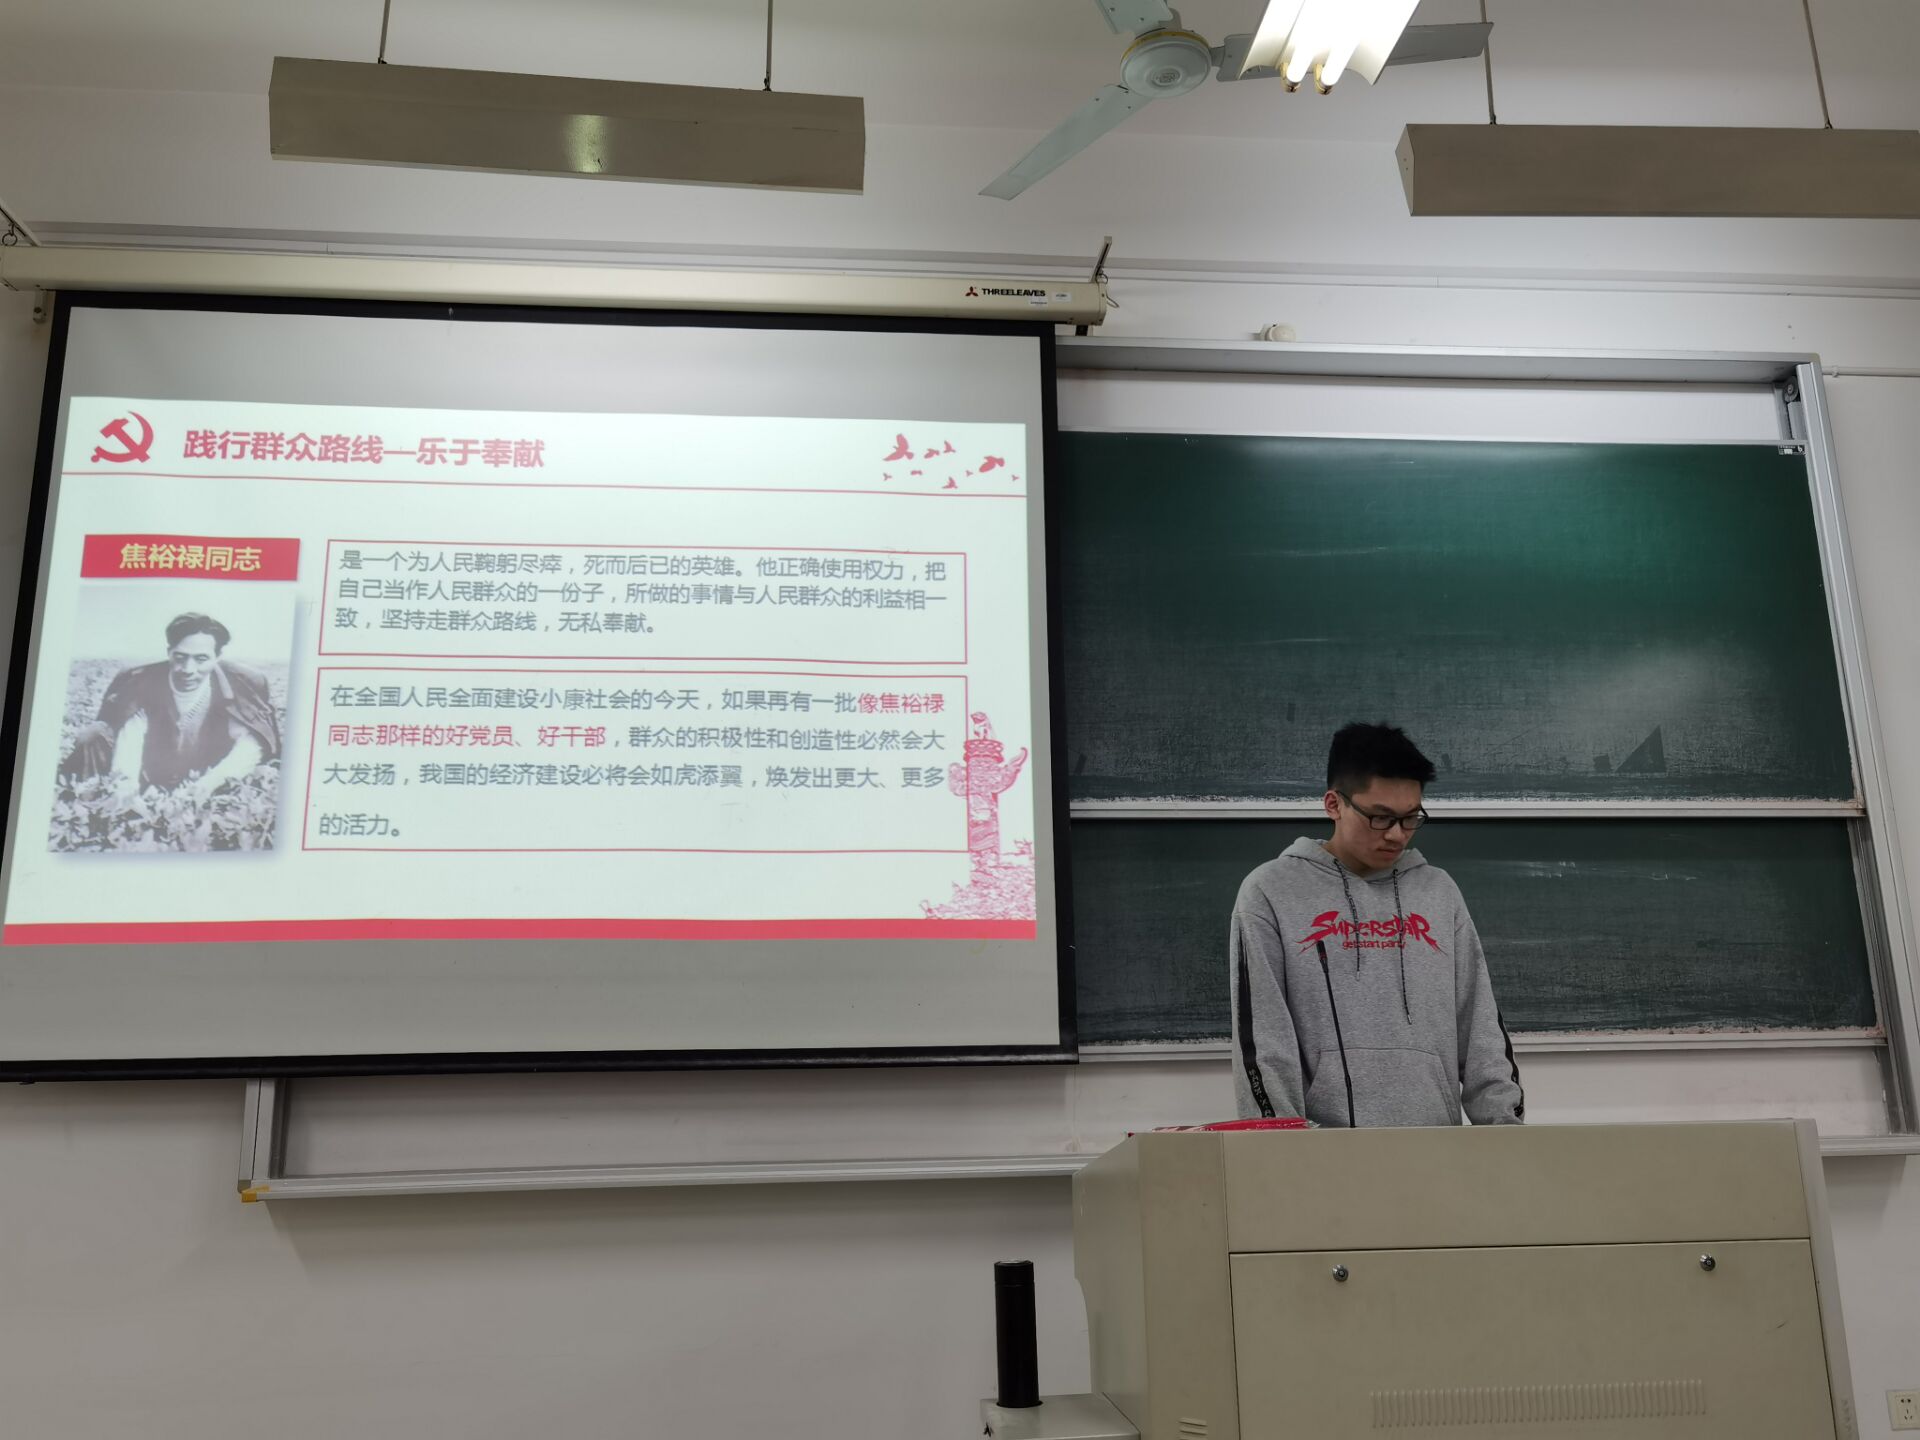 THREELEAVES
践行群众路线—乐于奉献
焦裕禄同志
是一个为人民鞠躬尽瘁，死而后已的英雄。他正确使用权力，把
自己当作人民群众的一份子，所做的事情与人民群众的利益相一
致，坚持走群众路线，无私奉献。
在全国人民全面建设小康社会的今天，如果再有一批像焦裕禄
同志那样的好党员、好干部，群众的积极性和创造性必然会大
大发扬，我国的经济建设必将会如虎添翼，焕发出更大、更多
的活力。
SUPERSTAR
get start party